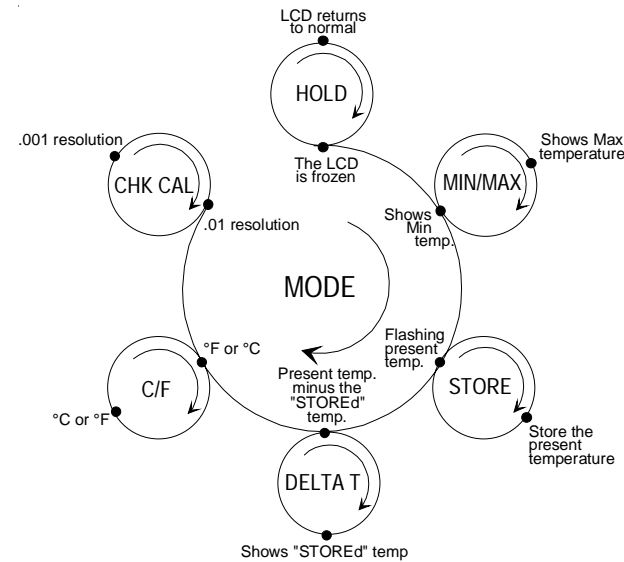 LCD returns
to normal
HOLD
The LCD
is frozen
Shows Max
temperature
MIN/MAX
Shows
Min
temp.
.001 resolution
CHK CAL
.01 resolution
MODE
°F or °C
C/F
°C or °F
Flashing
present
temp.
STORE
Store the
present
temperature
Present temp.
minus the
"STOREd"
temp.
DELTA T
Shows "STOREd" temp